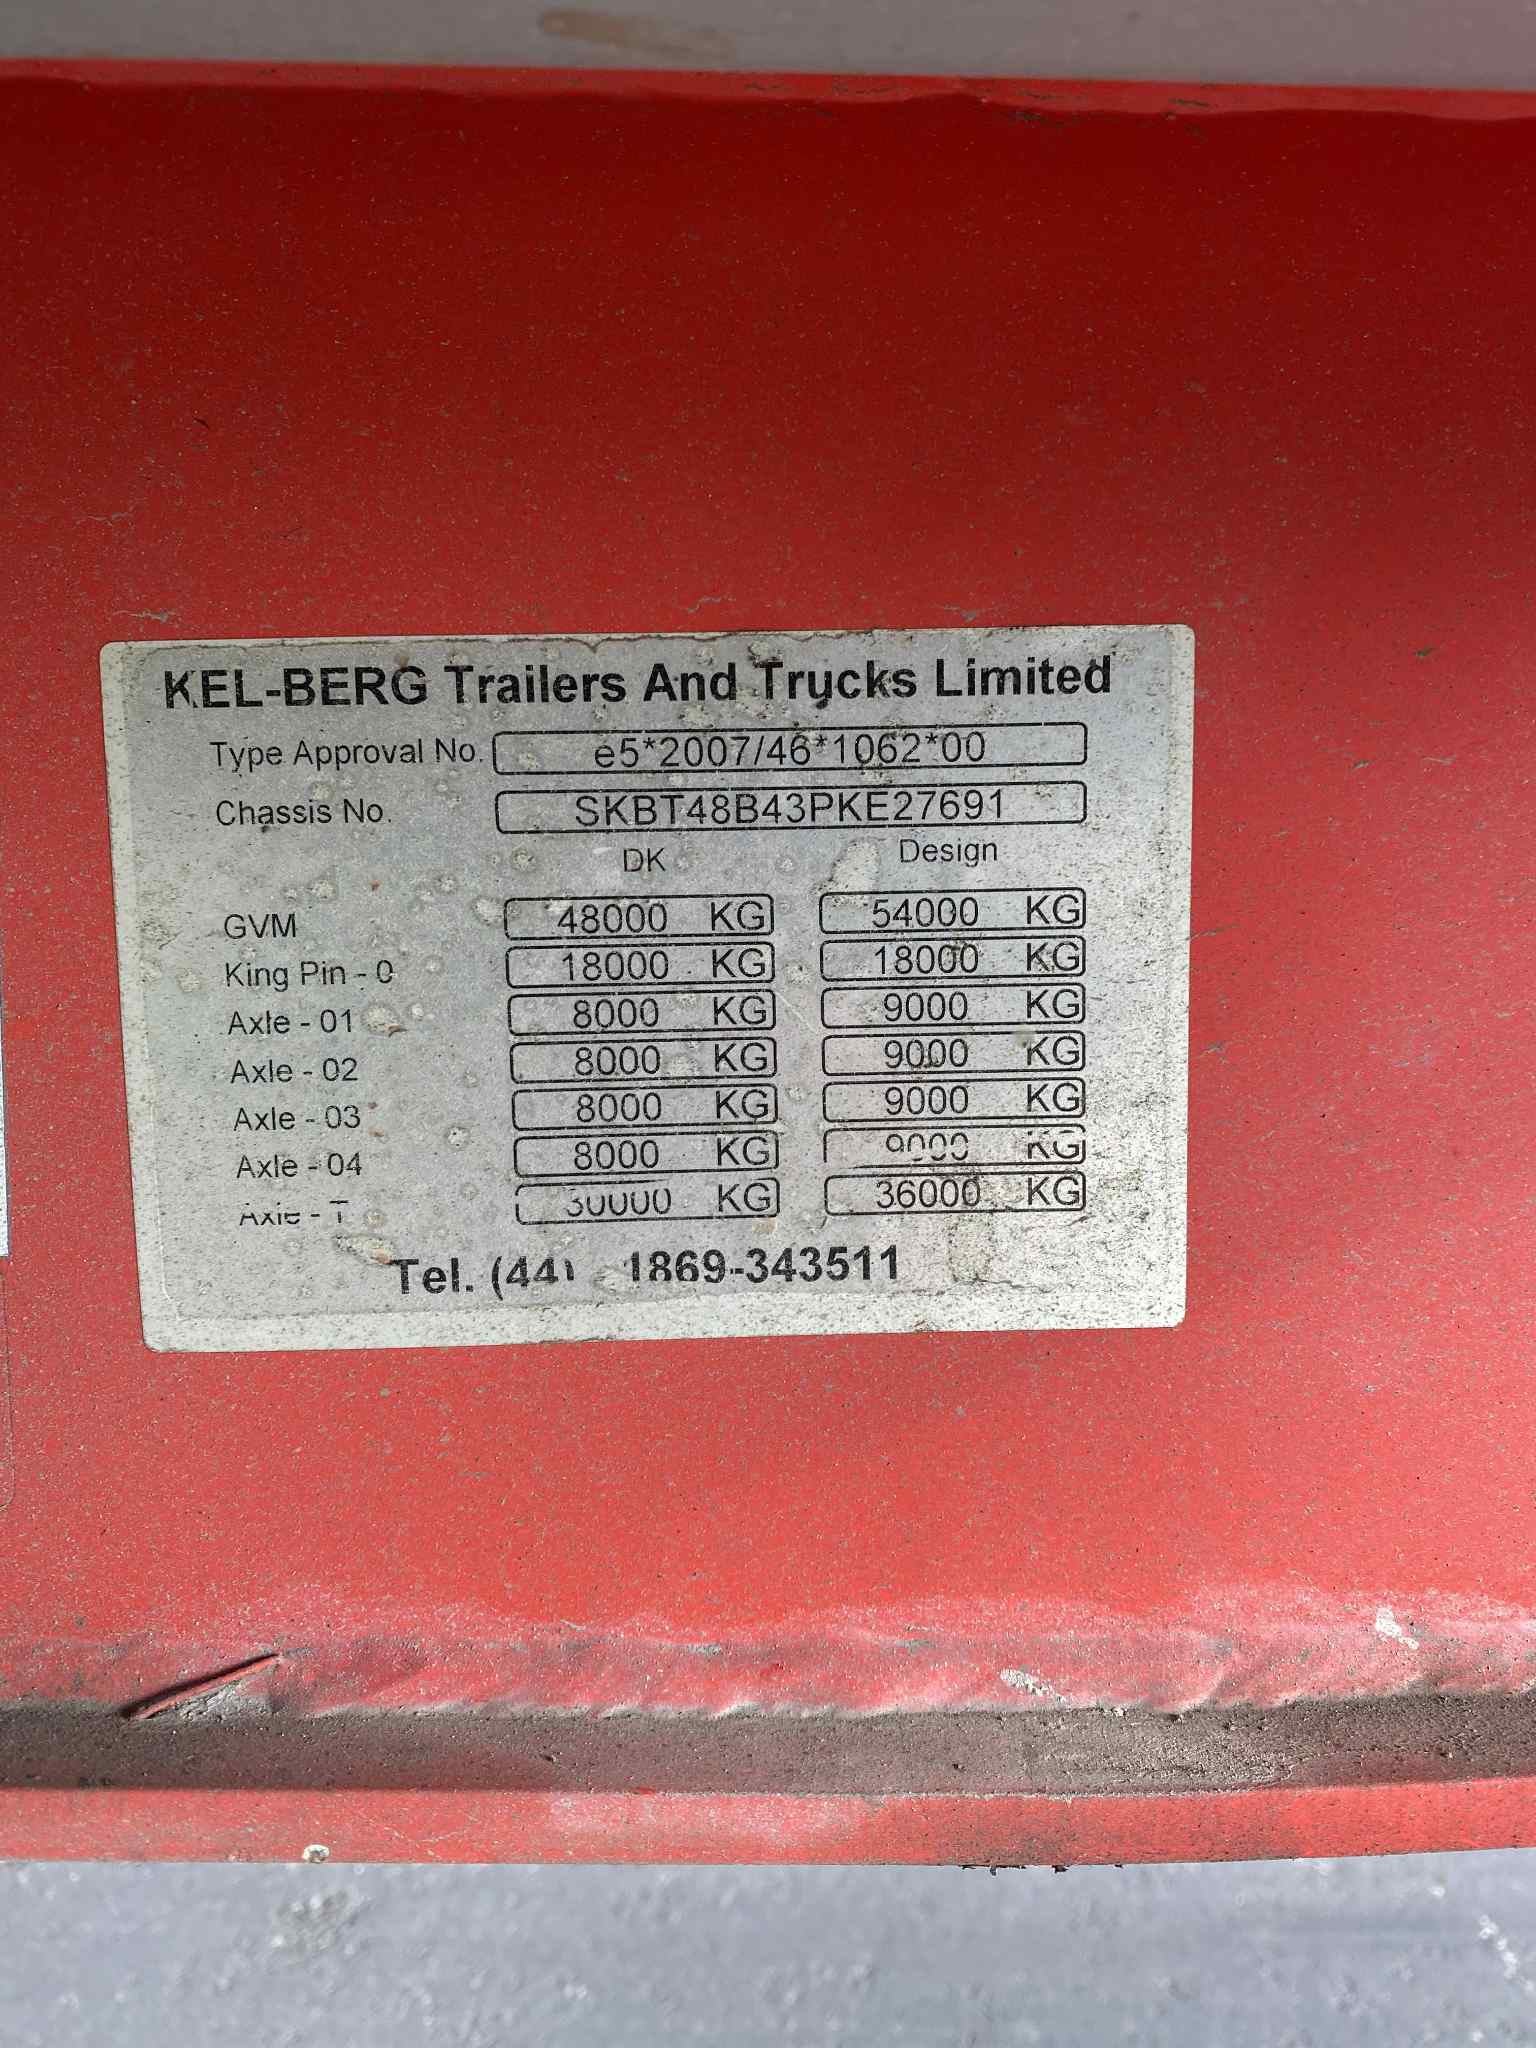 KEL-BERG Trailers And Trucks Limited
Type Approval No. e5*2007/46*1062*00
Chassis No. SKBT48B43PKE27691
DK Design
GVM 48000 KG 54000 KG
King Pin - 0 18000 KG 18000 KG
Axle - 01 8000 KG 9000 KG
Axle - 02 8000 KG 9000 KG
Axle - 03 8000 KG 9000 KG
Axle - 04 8000 KG 9000 KG
Axle - T 30000 KG 36000 KG
Tel. (44) 1869-343511